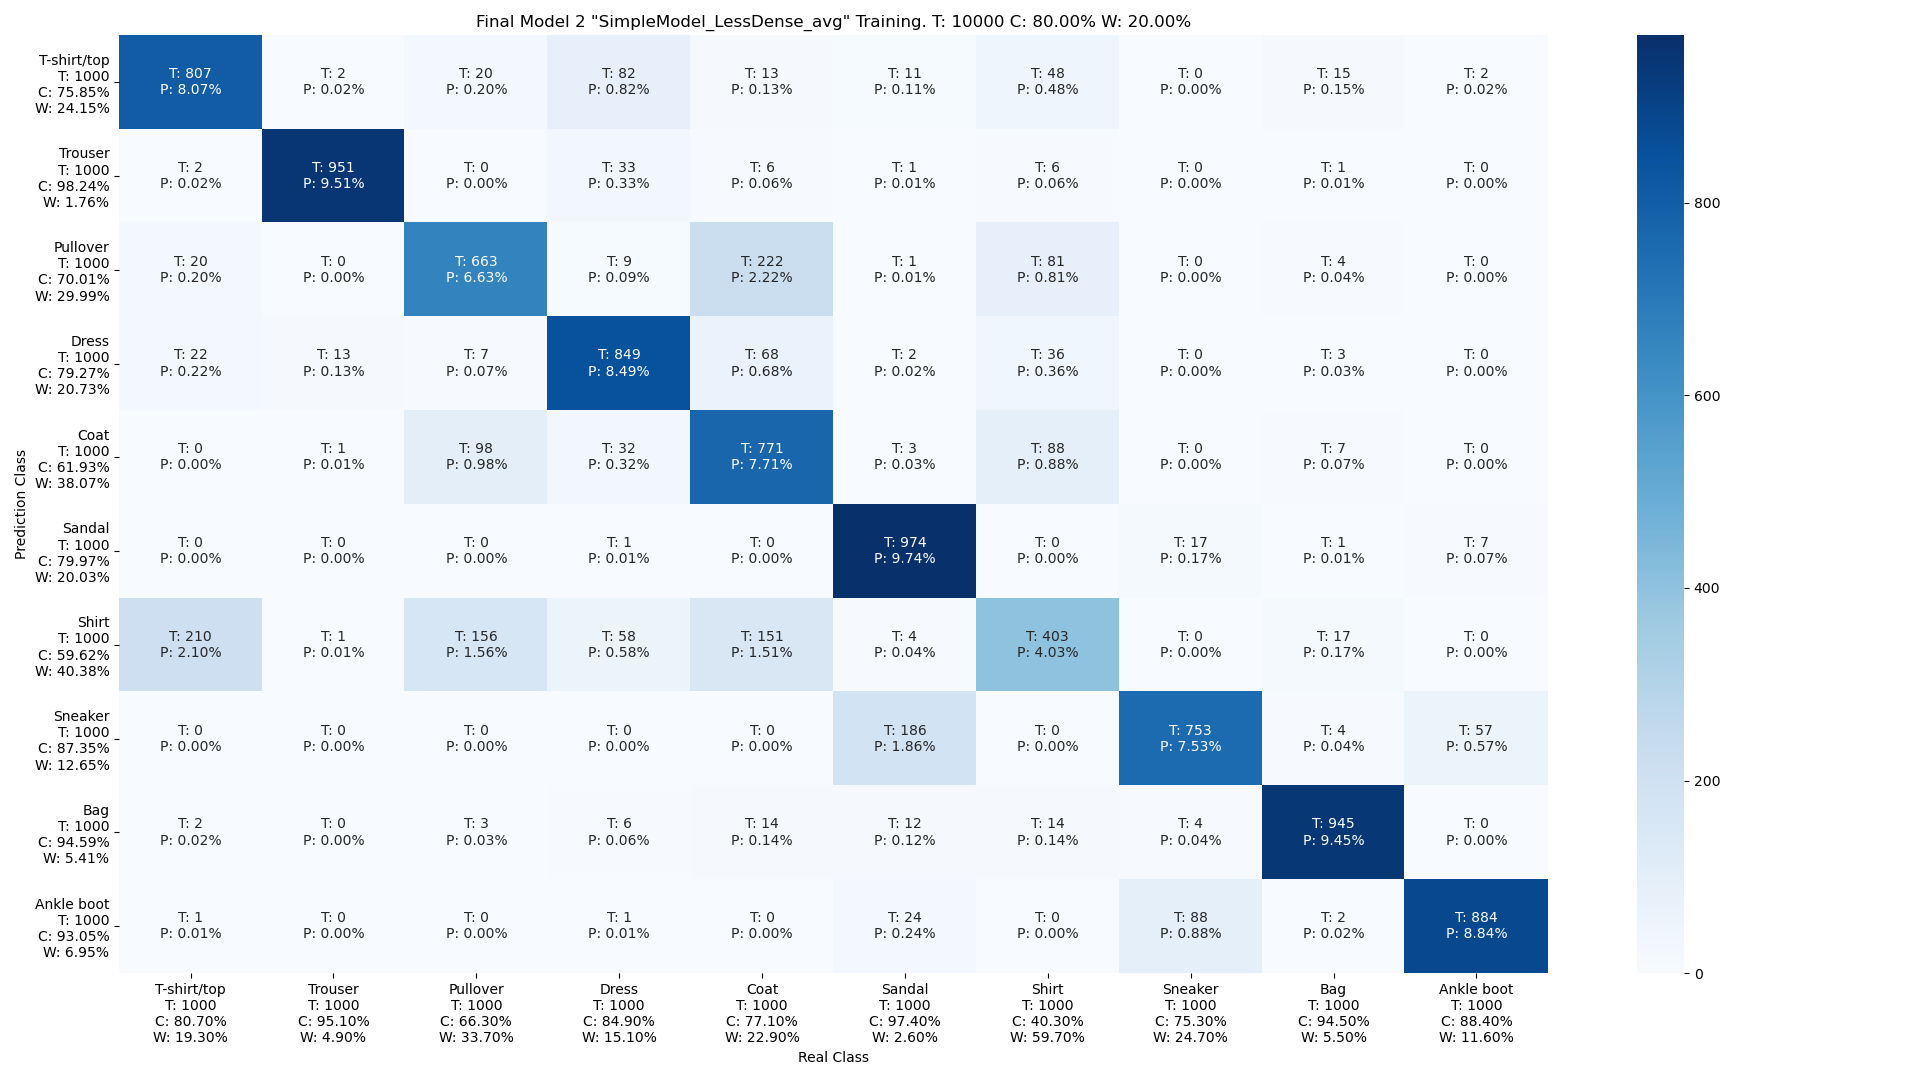 Final Model 2 "SimpleModel_LessDense_avg" Training. T: 10000 C: 80.00% W: 20.00%
Prediction Class
T-shirt/top
T: 1000
C: 75.85%
W: 24.15%
T: 807 T: 2 T: 20 T: 82 T: 13 T: 11 T: 48 T: 0 T: 15 T: 2
P: 8.07% P: 0.02% P: 0.20% P: 0.82% P: 0.13% P: 0.11% P: 0.48% P: 0.00% P: 0.15% P: 0.02%
Trouser
T: 1000
C: 98.24%
W: 1.76%
T: 2 T: 951 T: 0 T: 33 T: 6 T: 1 T: 6 T: 0 T: 1 T: 0
P: 0.02% P: 9.51% P: 0.00% P: 0.33% P: 0.06% P: 0.01% P: 0.06% P: 0.00% P: 0.01% P: 0.00%
Pullover
T: 1000
C: 70.01%
W: 29.99%
T: 20 T: 0 T: 663 T: 9 T: 222 T: 1 T: 81 T: 0 T: 4 T: 0
P: 0.20% P: 0.00% P: 6.63% P: 0.09% P: 2.22% P: 0.01% P: 0.81% P: 0.00% P: 0.04% P: 0.00%
Dress
T: 1000
C: 79.27%
W: 20.73%
T: 22 T: 13 T: 7 T: 849 T: 68 T: 2 T: 36 T: 0 T: 3 T: 0
P: 0.22% P: 0.13% P: 0.07% P: 8.49% P: 0.68% P: 0.02% P: 0.36% P: 0.00% P: 0.03% P: 0.00%
Coat
T: 1000
C: 61.93%
W: 38.07%
T: 0 T: 1 T: 98 T: 32 T: 771 T: 3 T: 88 T: 0 T: 7 T: 0
P: 0.00% P: 0.01% P: 0.98% P: 0.32% P: 7.71% P: 0.03% P: 0.88% P: 0.00% P: 0.07% P: 0.00%
Sandal
T: 1000
C: 79.97%
W: 20.03%
T: 0 T: 0 T: 0 T: 1 T: 0 T: 974 T: 0 T: 17 T: 1 T: 7
P: 0.00% P: 0.00% P: 0.00% P: 0.01% P: 0.00% P: 9.74% P: 0.00% P: 0.17% P: 0.01% P: 0.07%
Shirt
T: 1000
C: 59.62%
W: 40.38%
T: 210 T: 1 T: 156 T: 58 T: 151 T: 4 T: 403 T: 0 T: 17 T: 0
P: 2.10% P: 0.01% P: 1.56% P: 0.58% P: 1.51% P: 0.04% P: 4.03% P: 0.00% P: 0.17% P: 0.00%
Sneaker
T: 1000
C: 87.35%
W: 12.65%
T: 0 T: 0 T: 0 T: 0 T: 0 T: 186 T: 0 T: 753 T: 4 T: 57
P: 0.00% P: 0.00% P: 0.00% P: 0.00% P: 0.00% P: 1.86% P: 0.00% P: 7.53% P: 0.04% P: 0.57%
Bag
T: 1000
C: 94.59%
W: 5.41%
T: 2 T: 0 T: 3 T: 6 T: 14 T: 12 T: 14 T: 4 T: 945 T: 0
P: 0.02% P: 0.00% P: 0.03% P: 0.06% P: 0.14% P: 0.12% P: 0.14% P: 0.04% P: 9.45% P: 0.00%
Ankle boot
T: 1000
C: 93.05%
W: 6.95%
T: 1 T: 0 T: 0 T: 1 T: 0 T: 24 T: 0 T: 88 T: 2 T: 884
P: 0.01% P: 0.00% P: 0.00% P: 0.01% P: 0.00% P: 0.24% P: 0.00% P: 0.88% P: 0.02% P: 8.84%
T-shirt/top Trouser Pullover Dress Coat Sandal Shirt Sneaker Bag Ankle boot
T: 1000 T: 1000 T: 1000 T: 1000 T: 1000 T: 1000 T: 1000 T: 1000 T: 1000 T: 1000
C: 80.70% C: 95.10% C: 66.30% C: 84.90% C: 77.10% C: 97.40% C: 40.30% C: 75.30% C: 94.50% C: 88.40%
W: 19.30% W: 4.90% W: 33.70% W: 15.10% W: 22.90% W: 2.60% W: 59.70% W: 24.70% W: 5.50% W: 11.60%
Real Class
800
600
400
200
0